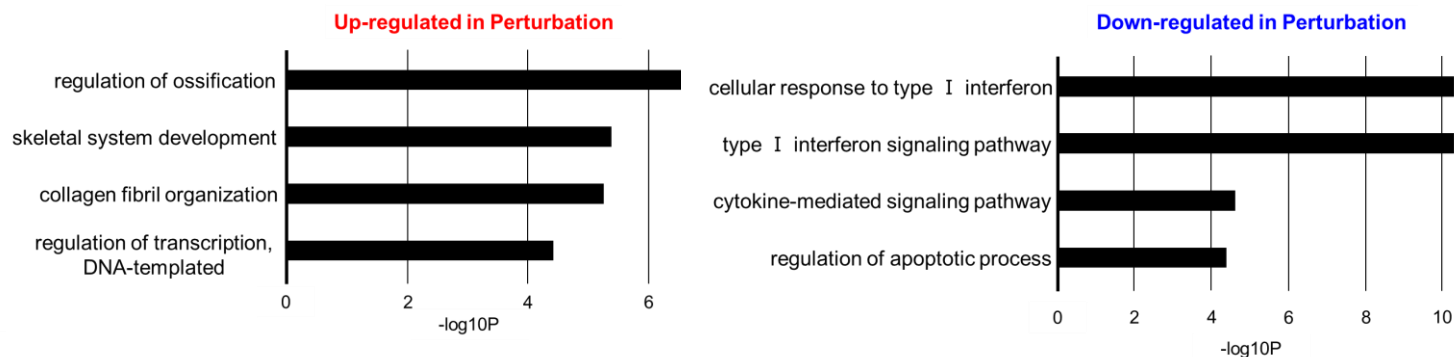 Up-regulated in Perturbation
regulation of ossification
skeletal system development
collagen fibril organization
regulation of transcription,
DNA-templated
0 2 4 6
-log10P
Down-regulated in Perturbation
cellular response to type Ⅰ interferon
type Ⅰ interferon signaling pathway
cytokine-mediated signaling pathway
regulation of apoptotic process
0 2 4 6 8 10
-log10P